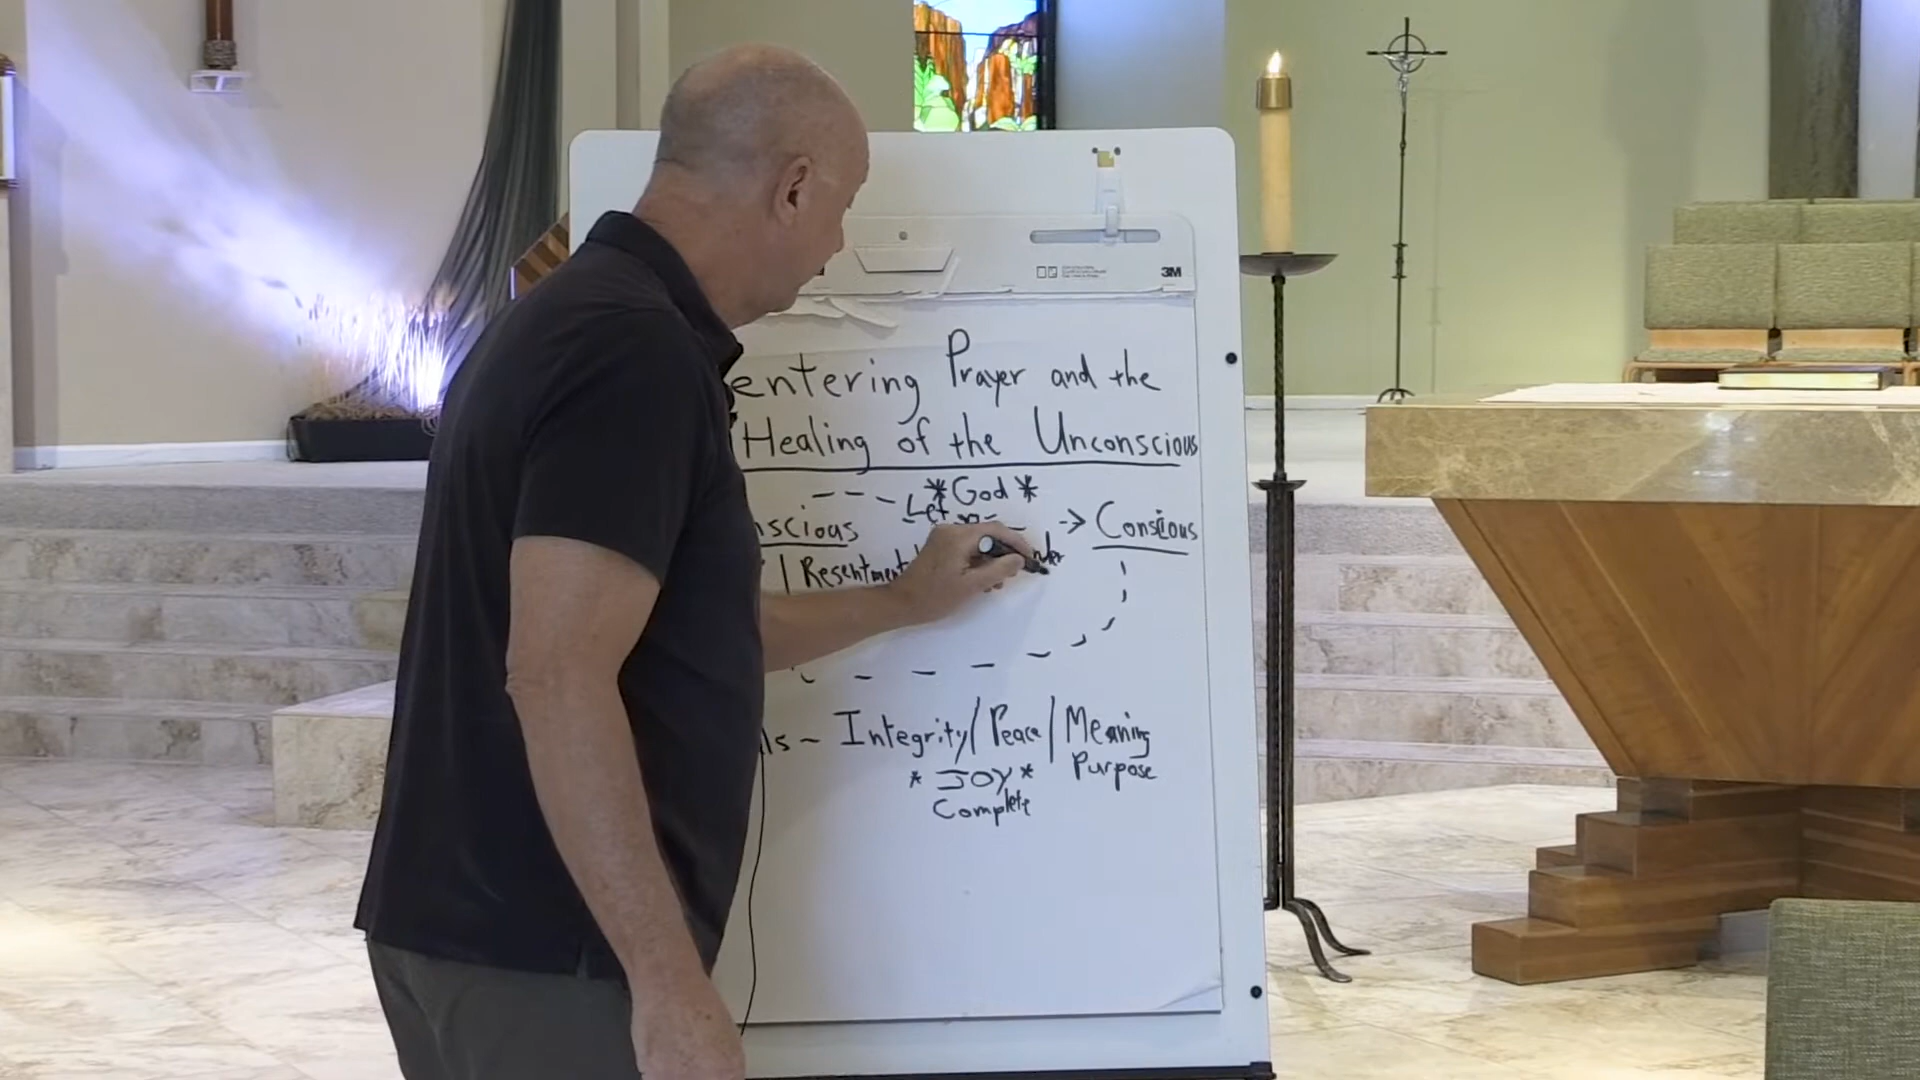 3M
entering Prayer and the
Healing of the Unconscious
*God*
Let
nscious -> Conscious
| Resentment
Integrity/Peace/Meaning
*JOY* Purpose
Complete